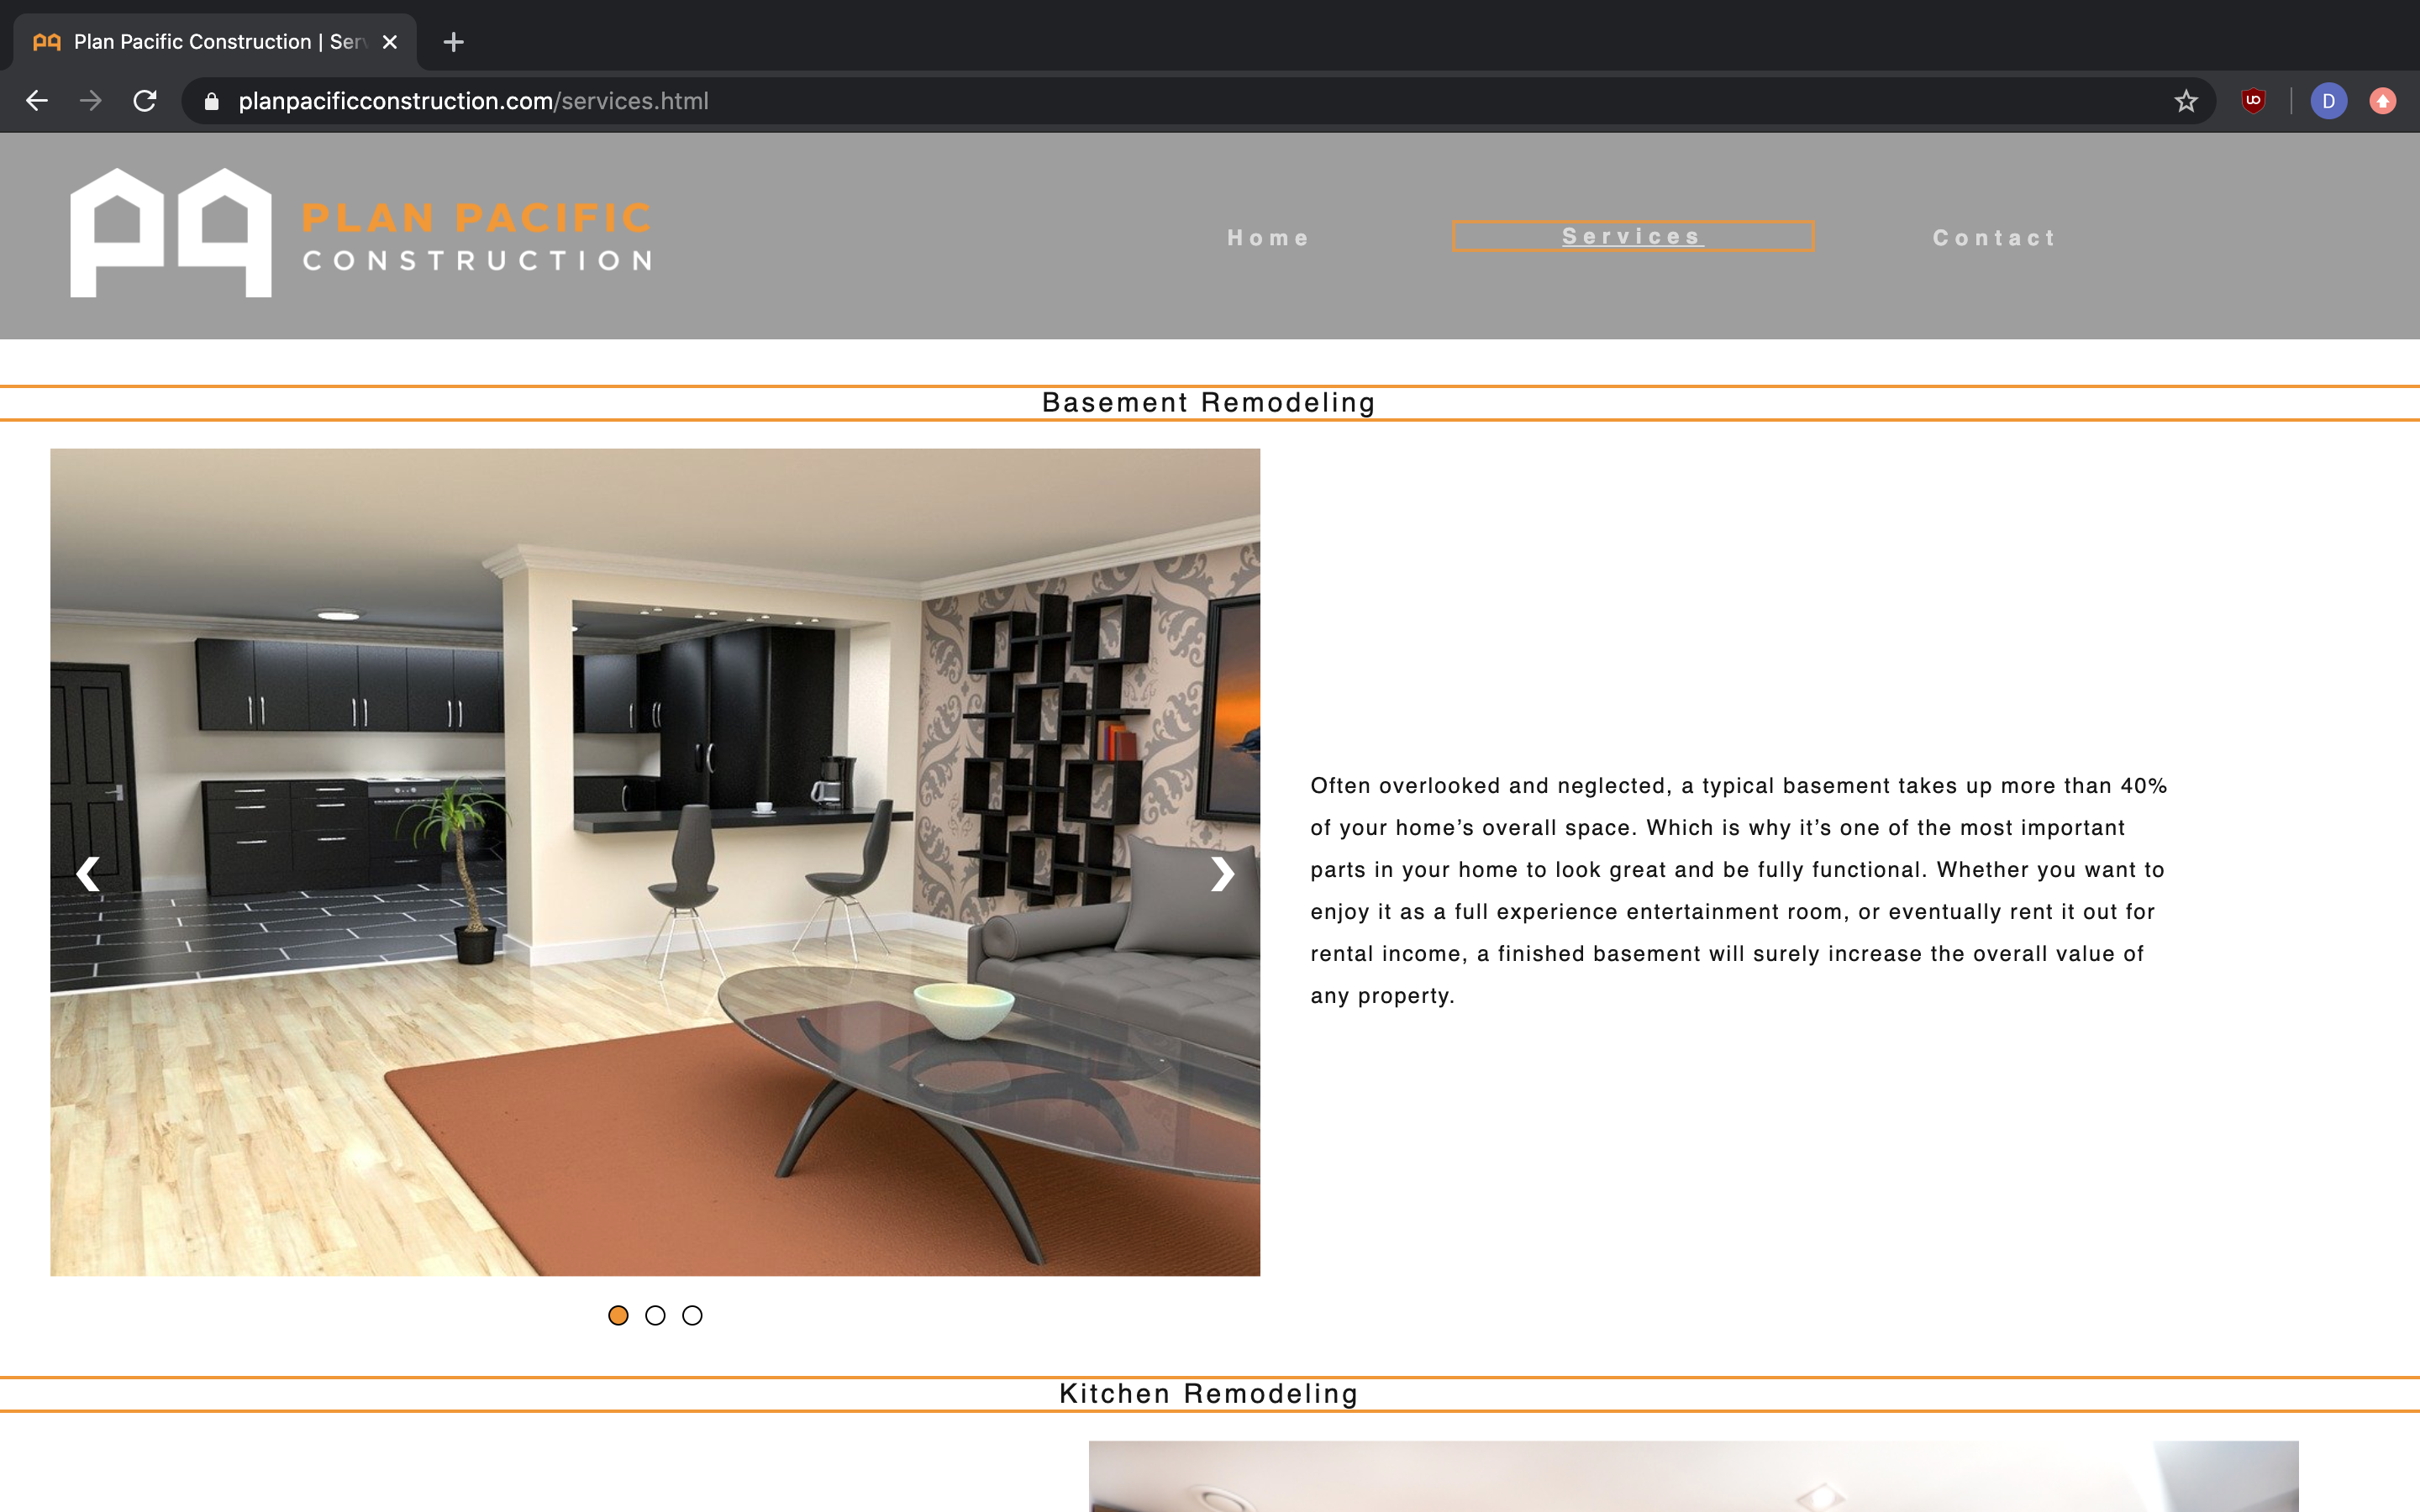 Plan Pacific Construction | Ser
planpacificconstruction.com/services.html
D
PLAN PACIFIC
CONSTRUCTION
Home
Services
Contact
Basement Remodeling
Often overlooked and neglected, a typical basement takes up more than 40%
of your home’s overall space. Which is why it’s one of the most important
parts in your home to look great and be fully functional. Whether you want to
enjoy it as a full experience entertainment room, or eventually rent it out for
rental income, a finished basement will surely increase the overall value of
any property.
Kitchen Remodeling